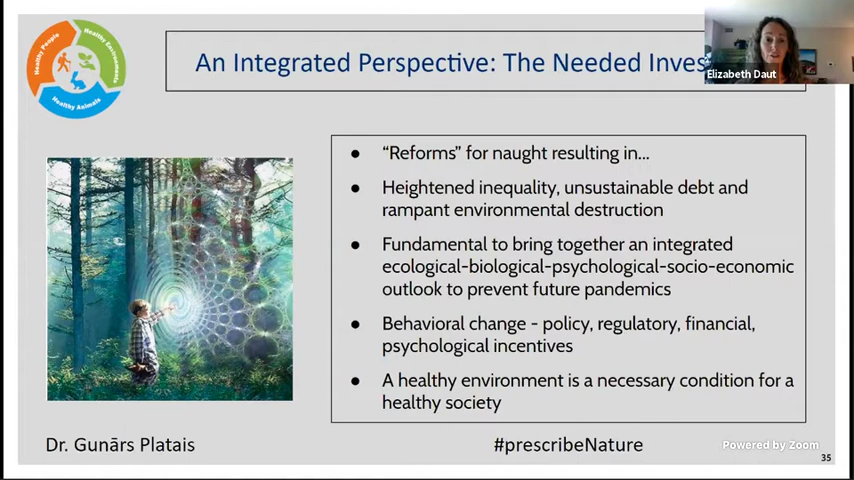 Healthy People
Healthy Environments
Healthy Animals
An Integrated Perspective: The Needed Inves
Elizabeth Daut
● “Reforms” for naught resulting in...
● Heightened inequality, unsustainable debt and
rampant environmental destruction
● Fundamental to bring together an integrated
ecological-biological-psychological-socio-economic
outlook to prevent future pandemics
● Behavioral change - policy, regulatory, financial,
psychological incentives
● A healthy environment is a necessary condition for a
healthy society
Dr. Gunārs Platais
#prescribeNature
Powered by Zoom
35